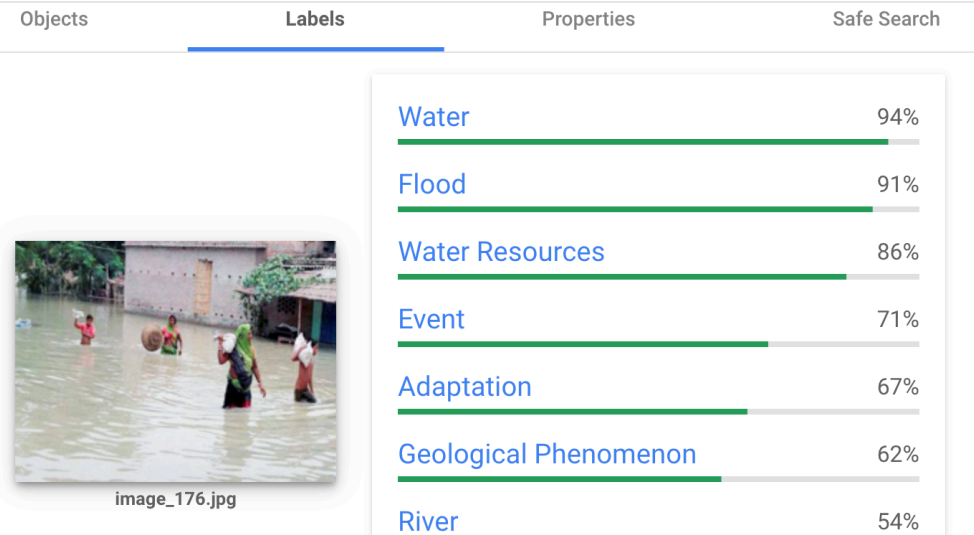 Objects Labels Properties Safe Search
Water 94%
Flood 91%
Water Resources 86%
Event 71%
Adaptation 67%
Geological Phenomenon 62%
River 54%
image_176.jpg